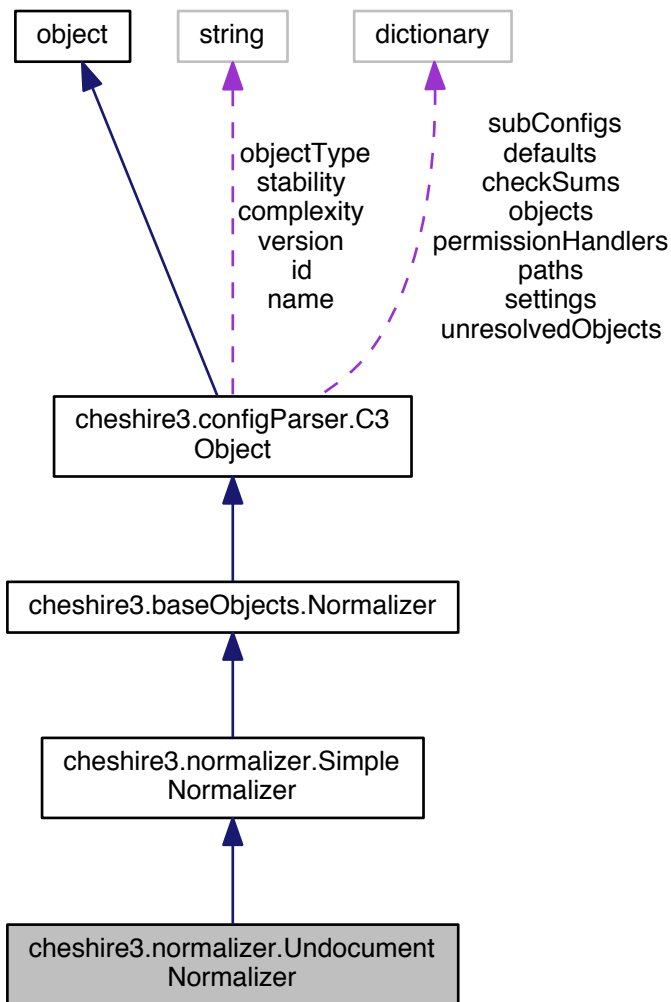 object
string
dictionary
objectType
stability
complexity
version
id
name
subConfigs
defaults
checkSums
objects
permissionHandlers
paths
settings
unresolvedObjects
cheshire3.configParser.C3
Object
cheshire3.baseObjects.Normalizer
cheshire3.normalizer.Simple
Normalizer
cheshire3.normalizer.Undocument
Normalizer